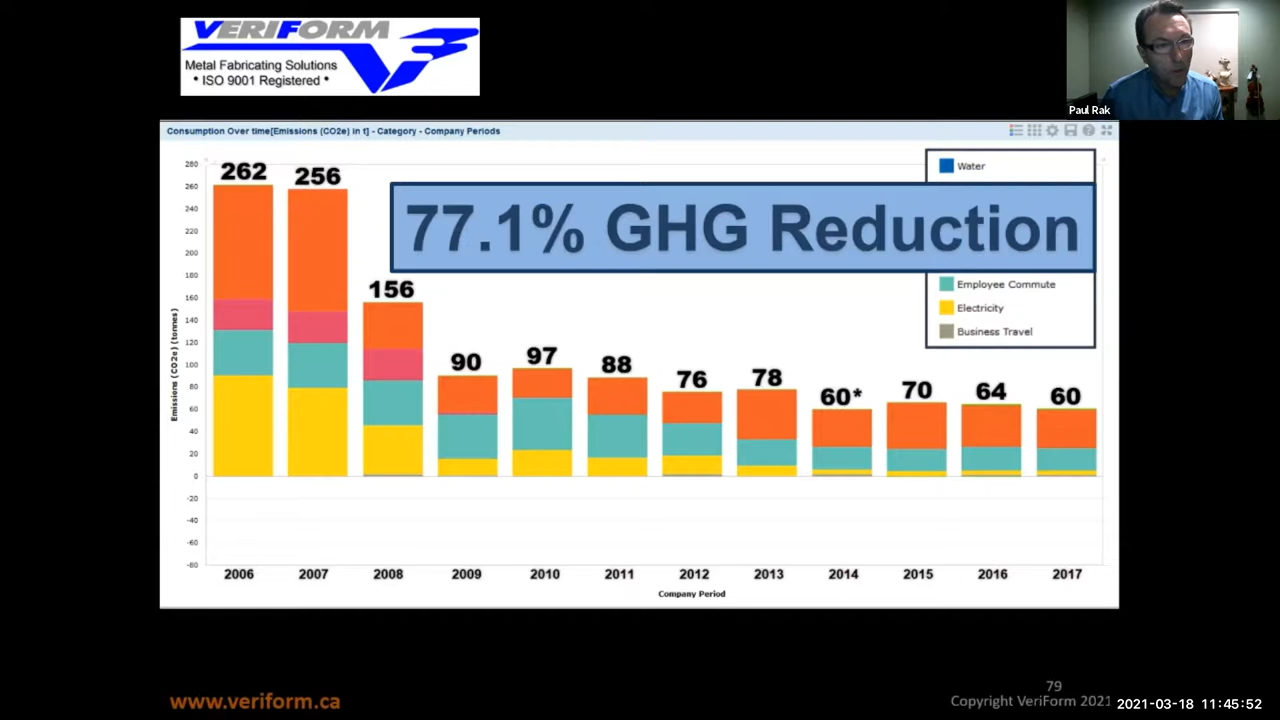 VERIFORM
Metal Fabricating Solutions
• ISO 9001 Registered •
Paul Rak
Consumption Over time[Emissions (CO2e) in t] - Category - Company Periods
Water
77.1% GHG Reduction
Employee Commute
Electricity
Business Travel
Emissions (CO2e) (tonnes)
280
260
240
220
200
180
160
140
120
100
80
60
40
20
0
-20
-40
-60
-80
262
256
156
90
97
88
76
78
60*
70
64
60
2006 2007 2008 2009 2010 2011 2012 2013 2014 2015 2016 2017
Company Period
www.veriform.ca
79
Copyright VeriForm 2021
2021-03-18 11:45:52